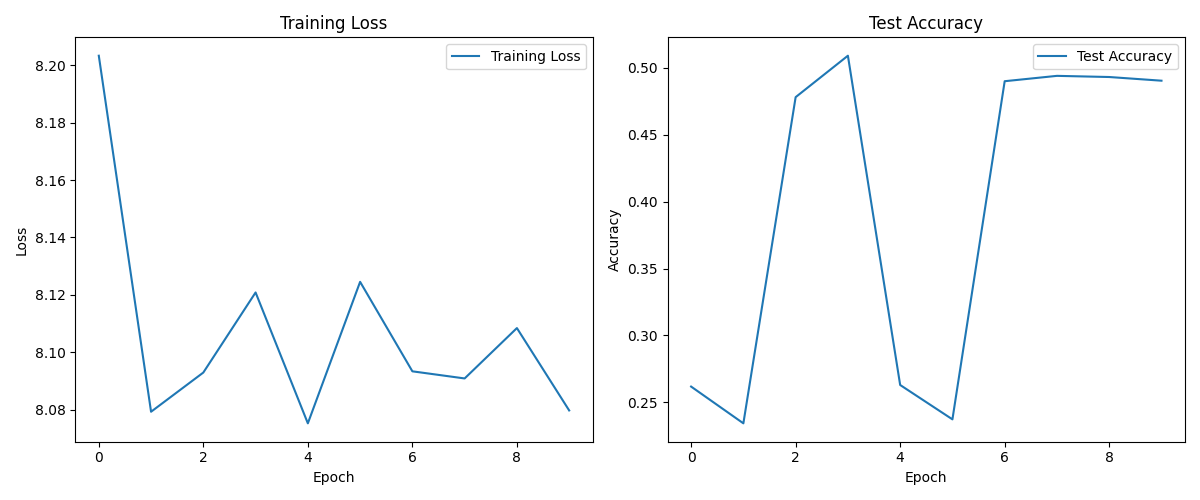 Training Loss
Training Loss
8.20
8.18
8.16
8.14
8.12
8.10
8.08
Loss
0 2 4 6 8
Epoch
Test Accuracy
Test Accuracy
0.50
0.45
0.40
0.35
0.30
0.25
Accuracy
0 2 4 6 8
Epoch